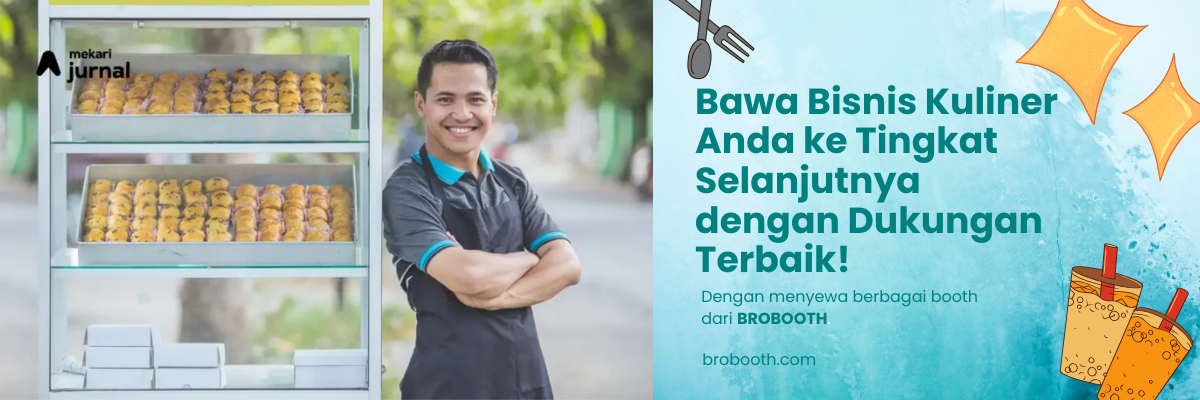 mekari
jurnal
Bawa Bisnis Kuliner
Anda ke Tingkat
Selanjutnya
dengan Dukungan
Terbaik!
Dengan menyewa berbagai booth
dari BROBOOTH
brobooth.com